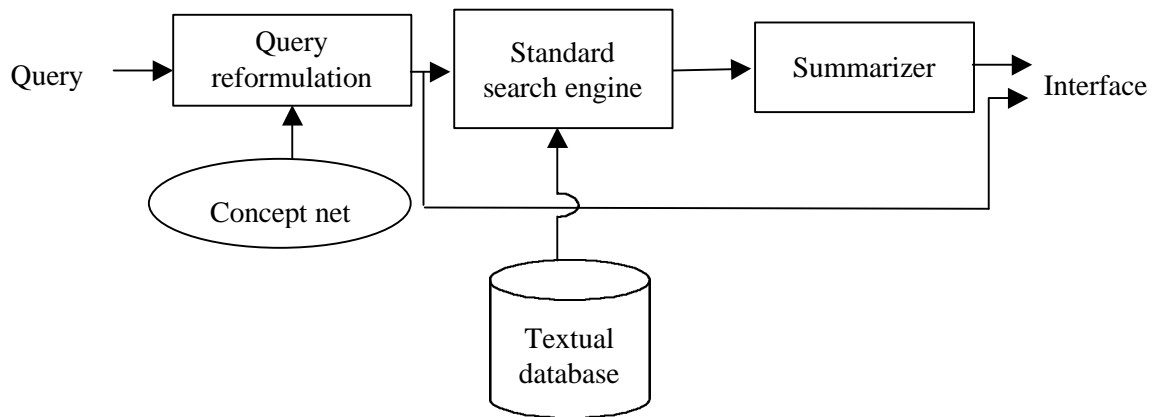 Query
Query
reformulation
Standard
search engine
Summarizer
Interface
Concept net
Textual
database